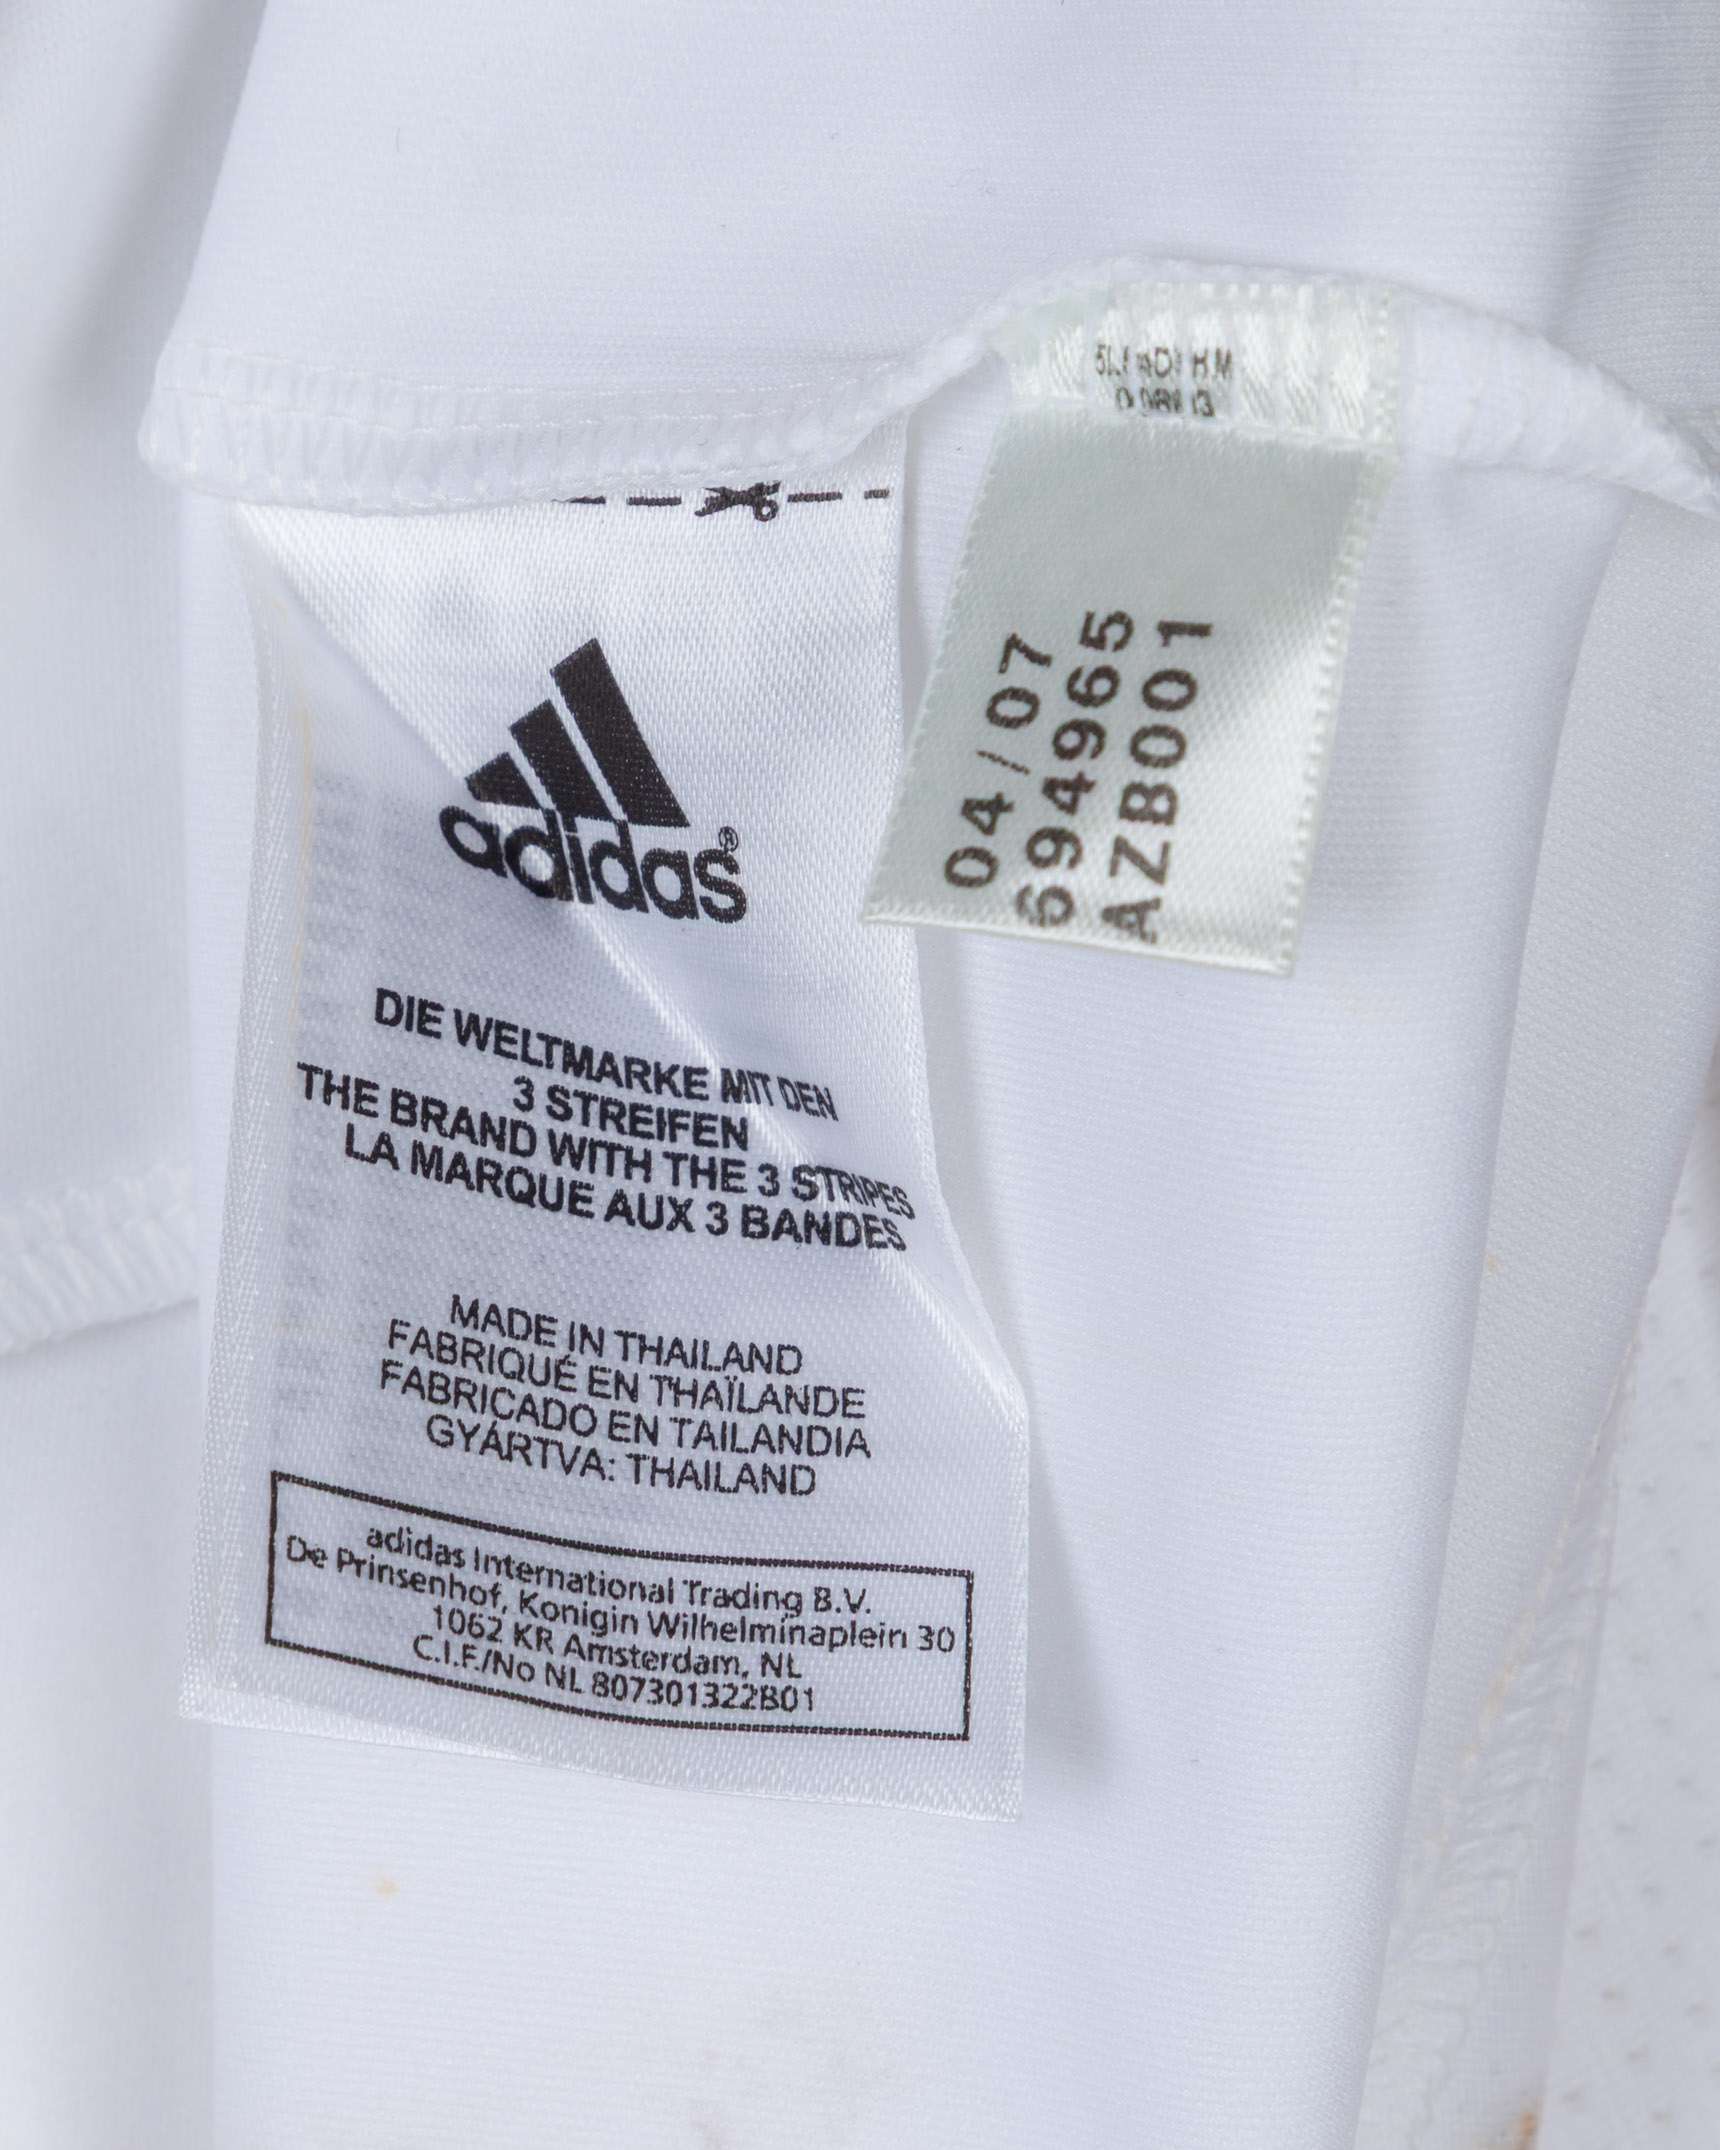 adidas®
DIE WELTMARKE MIT DEN
3 STREIFEN
THE BRAND WITH THE 3 STRIPES
LA MARQUE AUX 3 BANDES
MADE IN THAILAND
FABRIQUÉ EN THAÏLANDE
FABRICADO EN TAILANDIA
GYÁRTVA: THAILAND
adidas International Trading B.V.
De Prinsenhof, Konigin Wilhelminaplein 30
1062 KR Amsterdam, NL
C.I.F./No NL 807301322B01
04/07
694965
AZB001